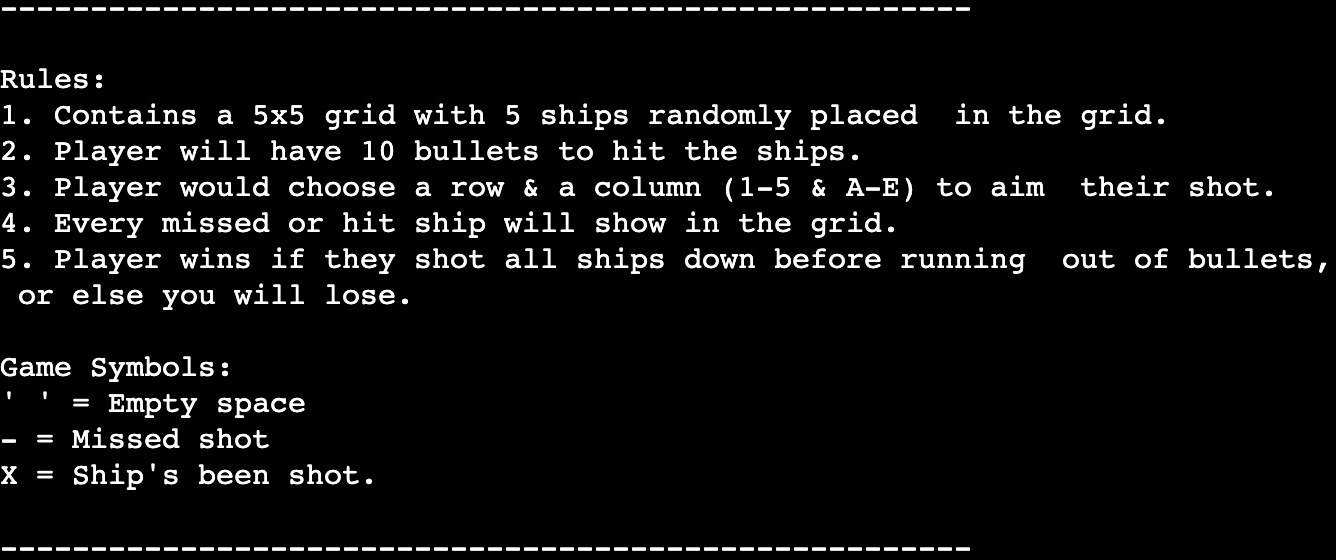 ------------------------------------------------------
Rules:
1. Contains a 5x5 grid with 5 ships randomly placed  in the grid.
2. Player will have 10 bullets to hit the ships.
3. Player would choose a row & a column (1-5 & A-E) to aim  their shot.
4. Every missed or hit ship will show in the grid.
5. Player wins if they shot all ships down before running  out of bullets,
 or else you will lose.
Game Symbols:
' ' = Empty space
- = Missed shot
X = Ship's been shot.
------------------------------------------------------